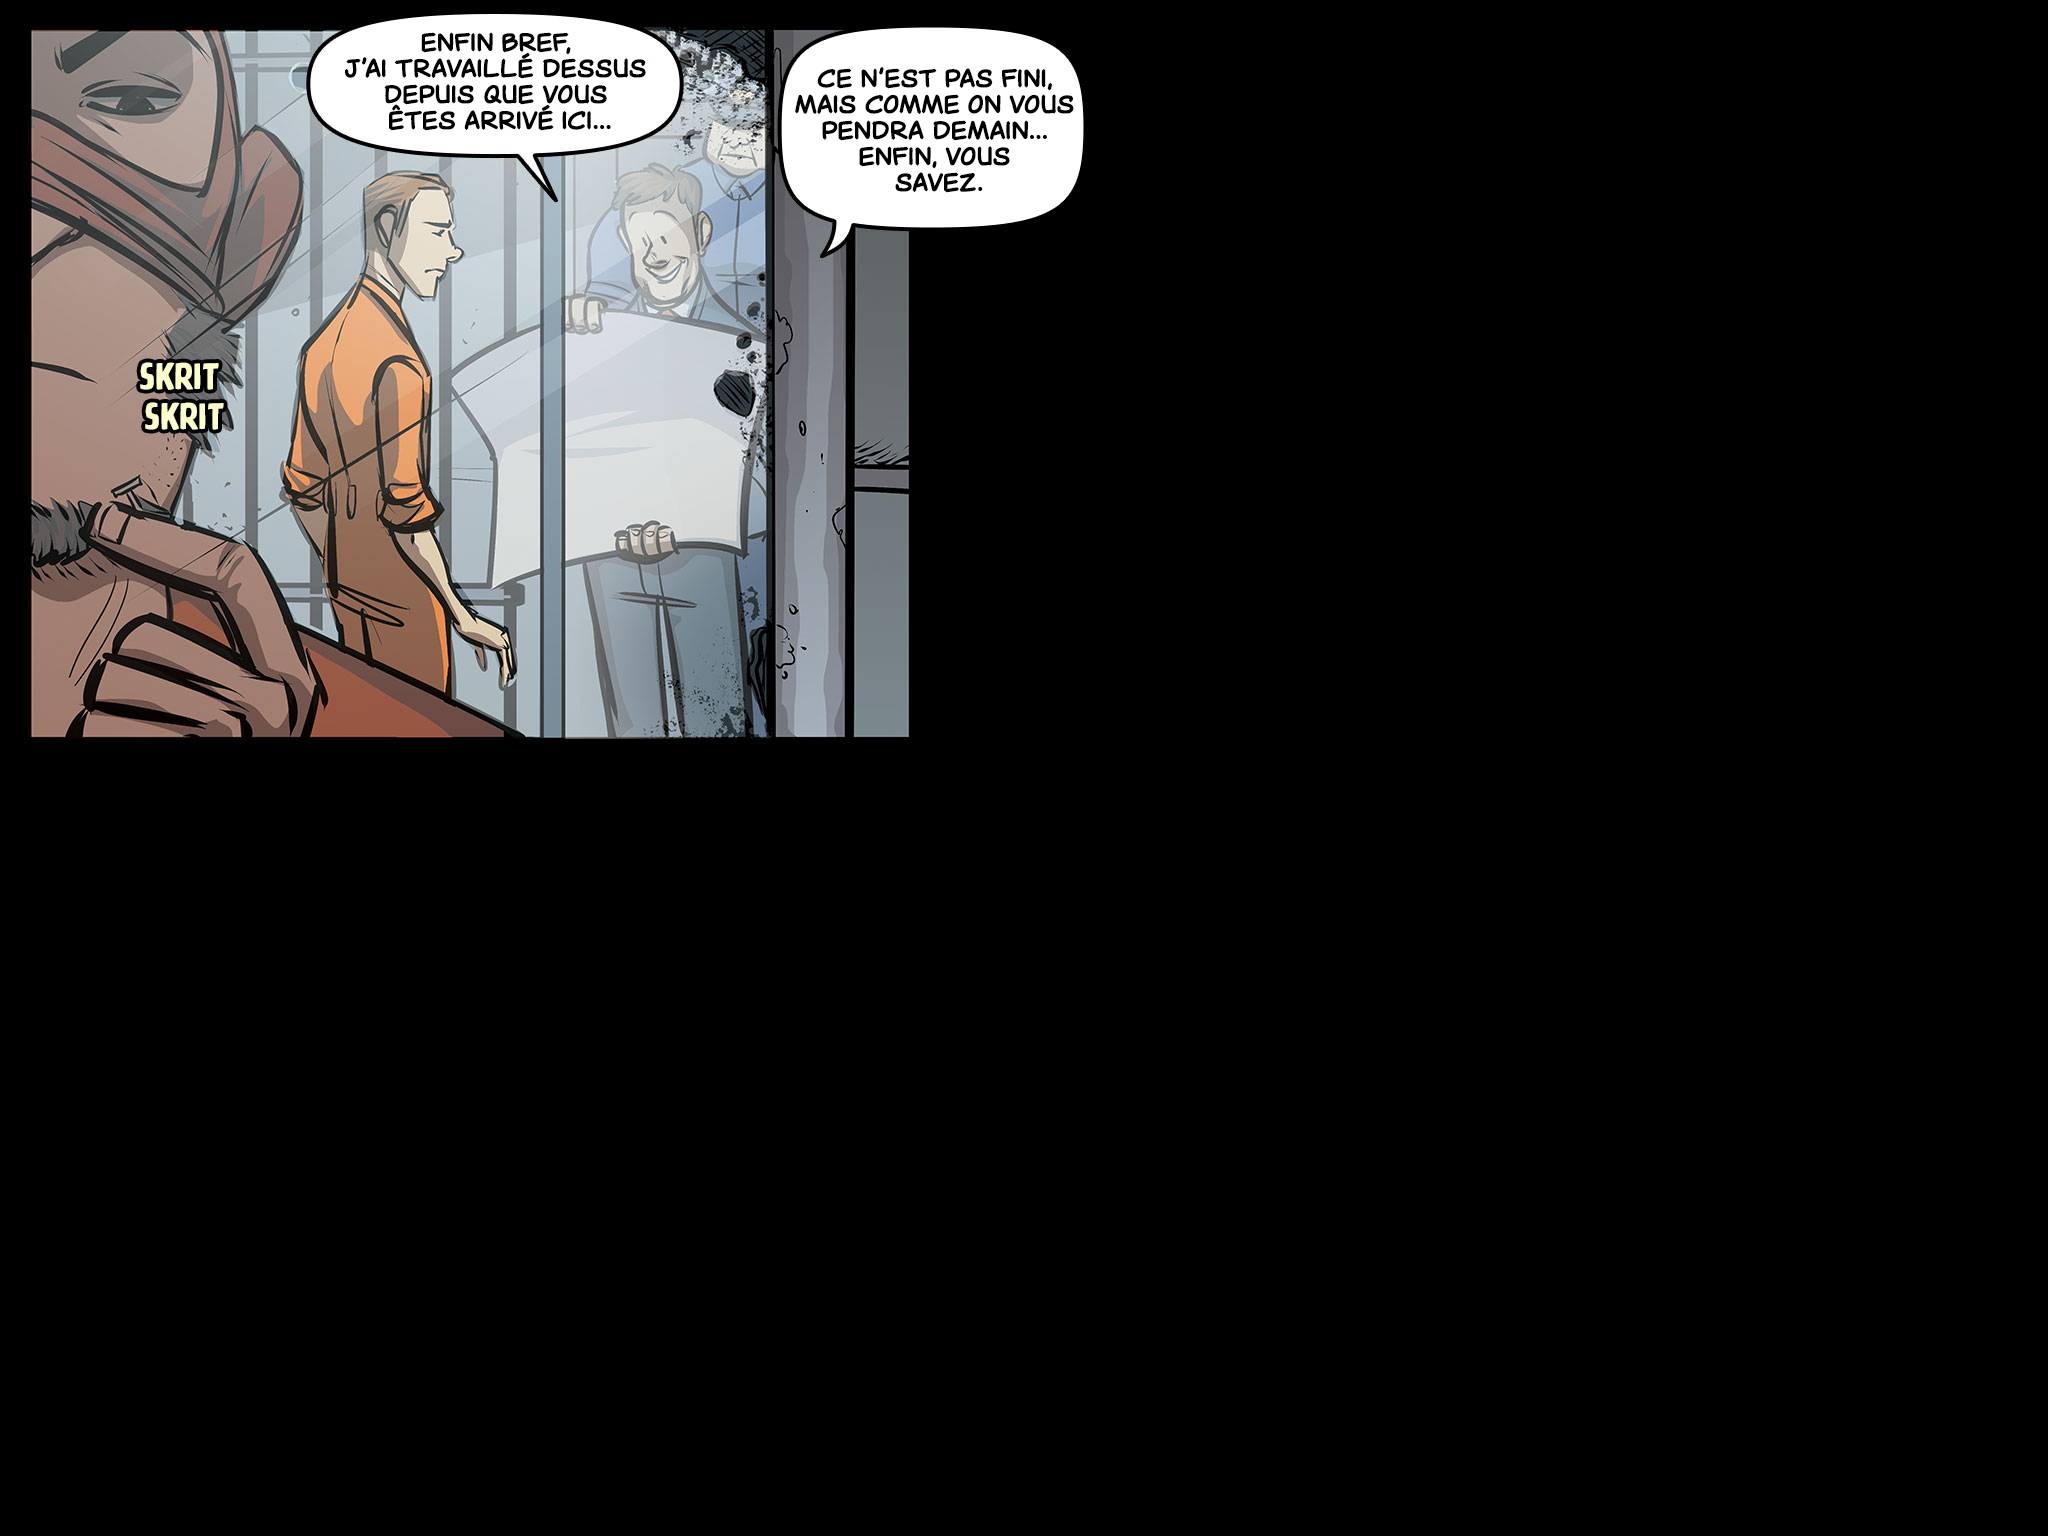 ENFIN BREF,
J'AI TRAVAILLÉ DESSUS
DEPUIS QUE VOUS
ÊTES ARRIVÉ ICI...
CE N'EST PAS FINI,
MAIS COMME ON VOUS
PENDRA DEMAIN...
ENFIN, VOUS
SAVEZ.
SKRIT
SKRIT